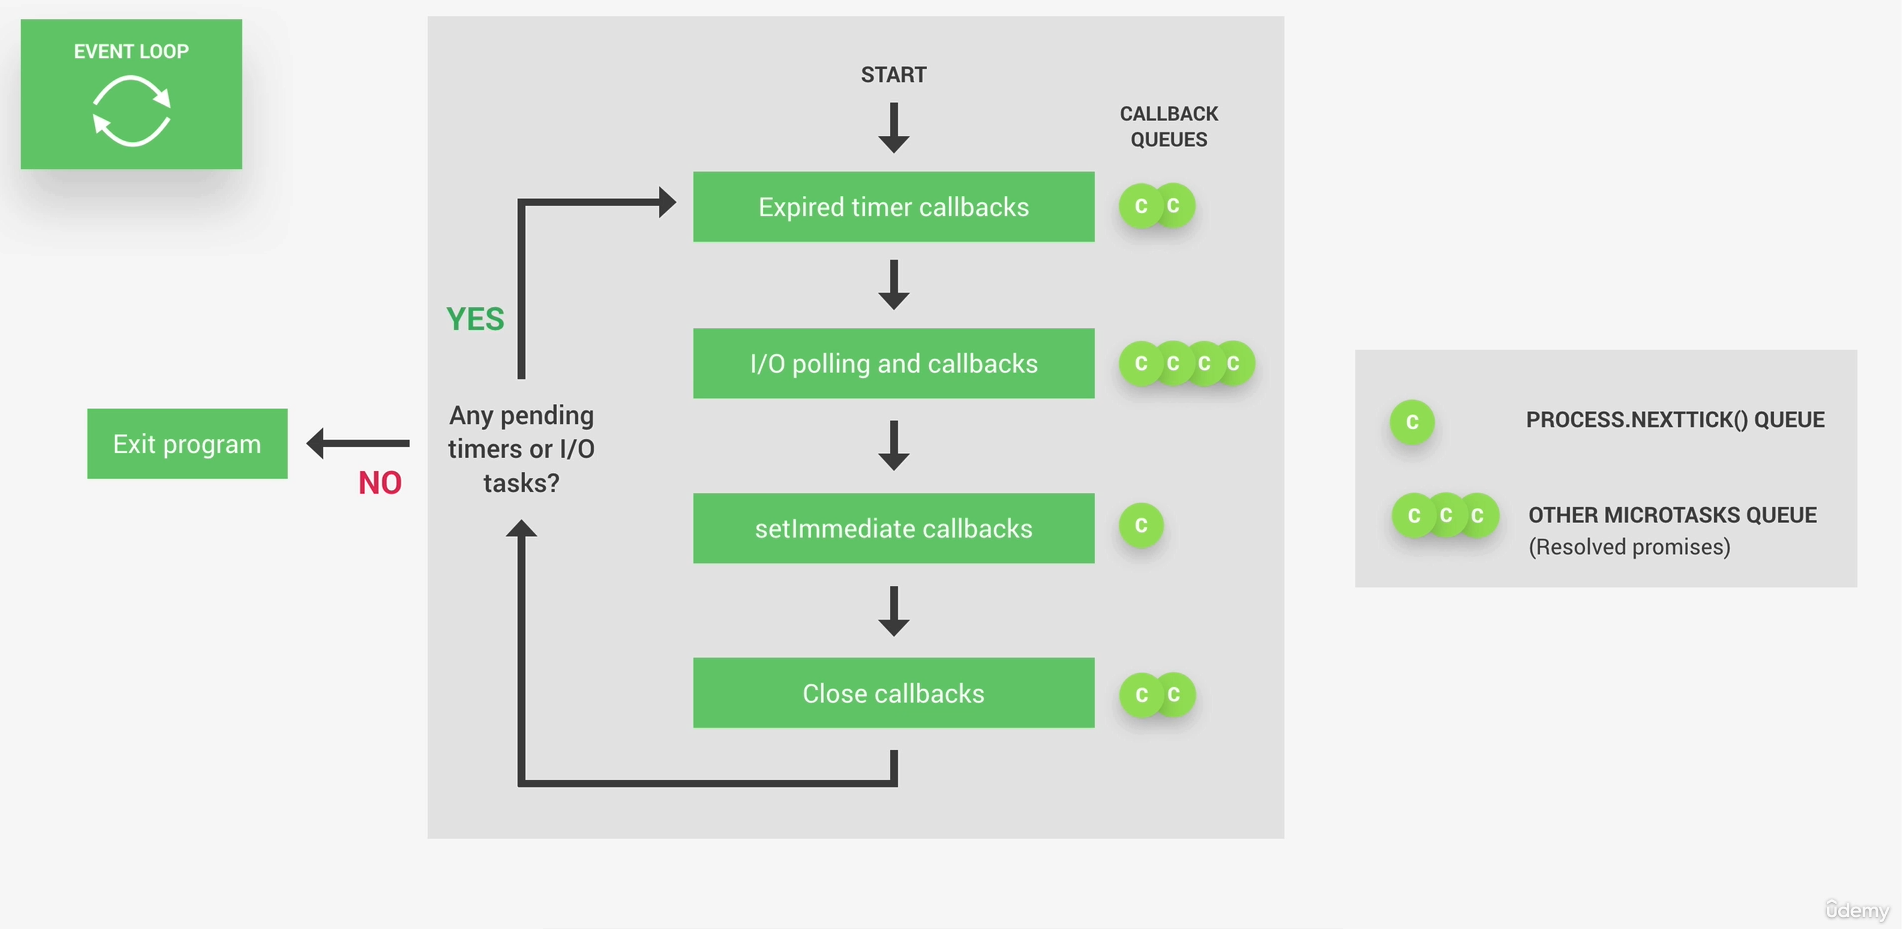 EVENT LOOP
START
CALLBACK
QUEUES
Expired timer callbacks
C C
YES
I/O polling and callbacks
C C C C
Any pending
timers or I/O
tasks?
Exit program
NO
setImmediate callbacks
C
Close callbacks
C C
C
PROCESS.NEXTTICK() QUEUE
C C C
OTHER MICROTASKS QUEUE
(Resolved promises)
ûdemy